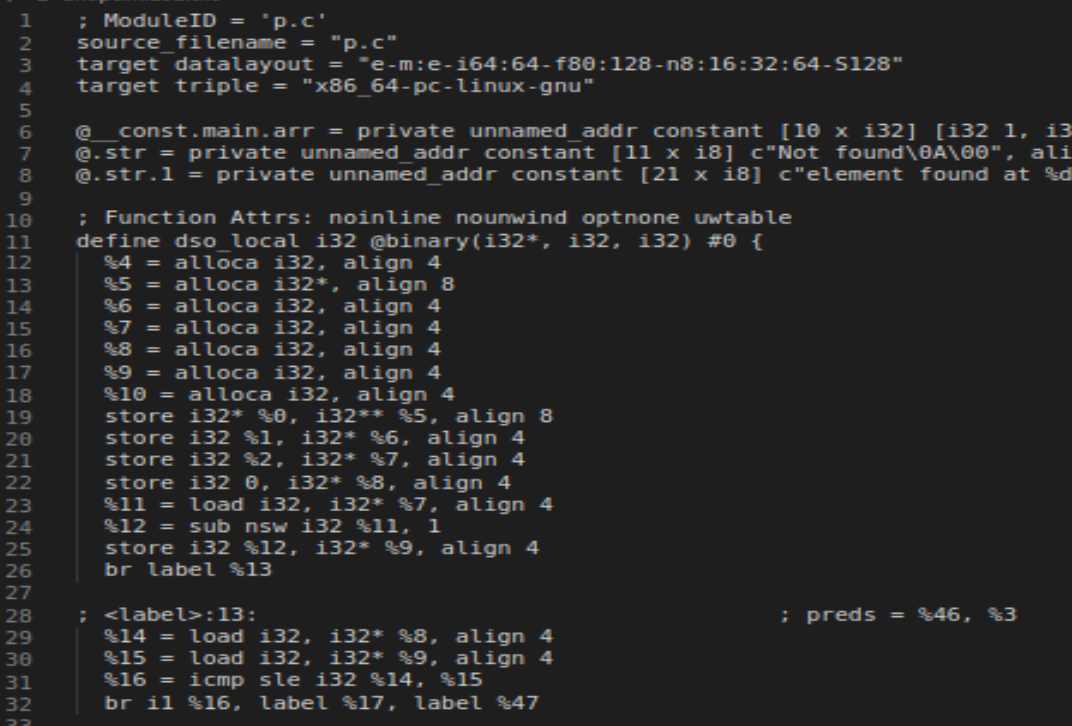 1 ; ModuleID = 'p.c'
2 source_filename = "p.c"
3 target datalayout = "e-m:e-i64:64-f80:128-n8:16:32:64-S128"
4 target triple = "x86_64-pc-linux-gnu"
5
6 @__const.main.arr = private unnamed_addr constant [10 x i32] [i32 1, i3
7 @.str = private unnamed_addr constant [11 x i8] c"Not found\0A\00", ali
8 @.str.1 = private unnamed_addr constant [21 x i8] c"element found at %d
9
10 ; Function Attrs: noinline nounwind optnone uwtable
11 define dso_local i32 @binary(i32*, i32, i32) #0 {
12 %4 = alloca i32, align 4
13 %5 = alloca i32*, align 8
14 %6 = alloca i32, align 4
15 %7 = alloca i32, align 4
16 %8 = alloca i32, align 4
17 %9 = alloca i32, align 4
18 %10 = alloca i32, align 4
19 store i32* %0, i32** %5, align 8
20 store i32 %1, i32* %6, align 4
21 store i32 %2, i32* %7, align 4
22 store i32 0, i32* %8, align 4
23 %11 = load i32, i32* %7, align 4
24 %12 = sub nsw i32 %11, 1
25 store i32 %12, i32* %9, align 4
26 br label %13
27
28 ; <label>:13: ; preds = %46, %3
29 %14 = load i32, i32* %8, align 4
30 %15 = load i32, i32* %9, align 4
31 %16 = icmp sle i32 %14, %15
32 br i1 %16, label %17, label %47
33